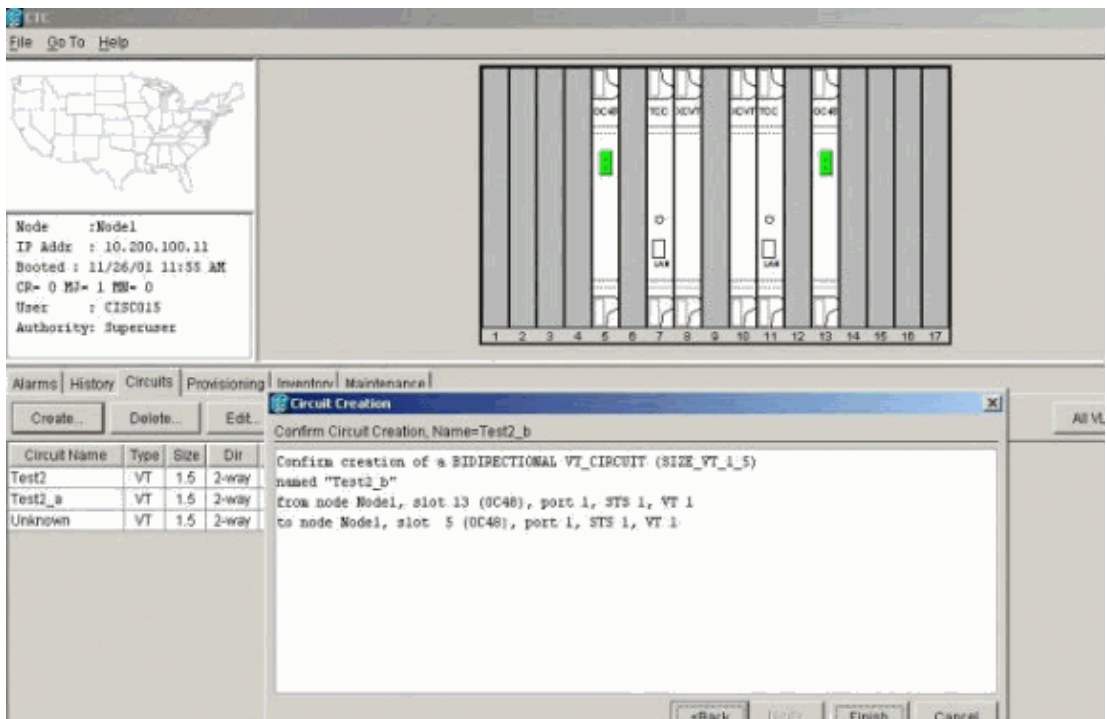 CTC
File Go To Help
OC48 TCC XCVT XCVT TCC OC48
LAN LAN
1 2 3 4 5 6 7 8 9 10 11 12 13 14 15 16 17
Node :Node1
IP Addr : 10.200.100.11
Booted : 11/26/01 11:55 AM
CR- 0 MJ- 1 MN- 0
User : CISCO15
Authority: Superuser
Alarms History Circuits Provisioning Inventory Maintenance
Create... Delete... Edit... All VL
Circuit Name Type Size Dir
Test2 VT 1.5 2-way
Test2_a VT 1.5 2-way
Unknown VT 1.5 2-way
Circuit Creation
Confirm Circuit Creation, Name=Test2_b
Confirm creation of a BIDIRECTIONAL VT_CIRCUIT (SIZE_VT_1_5)
named "Test2_b"
from node Node1, slot 13 (OC48), port 1, STS 1, VT 1
to node Node1, slot 5 (OC48), port 1, STS 1, VT 1
<Back Next> Finish Cancel